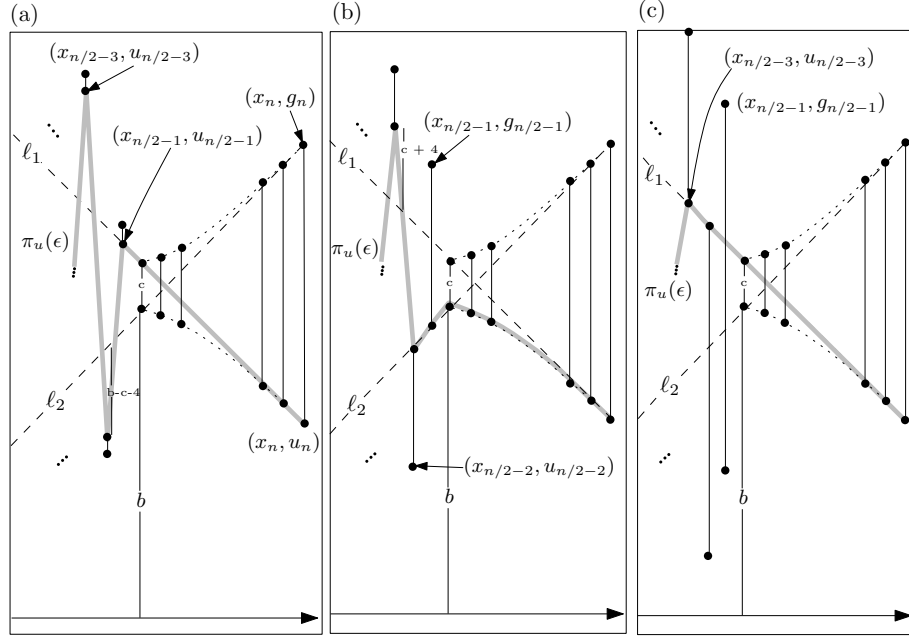 (a)
(x_{n/2−3}, u_{n/2−3})
(x_n, g_n)
(x_{n/2−1}, u_{n/2−1})
ℓ_1
π_u(ϵ)
c
b-c-4
ℓ_2
(x_n, u_n)
b
(b)
(x_{n/2−1}, g_{n/2−1})
c + 4
ℓ_1
π_u(ϵ)
c
ℓ_2
(x_{n/2−2}, u_{n/2−2})
b
(c)
(x_{n/2−3}, u_{n/2−3})
(x_{n/2−1}, g_{n/2−1})
ℓ_1
π_u(ϵ)
c
ℓ_2
b